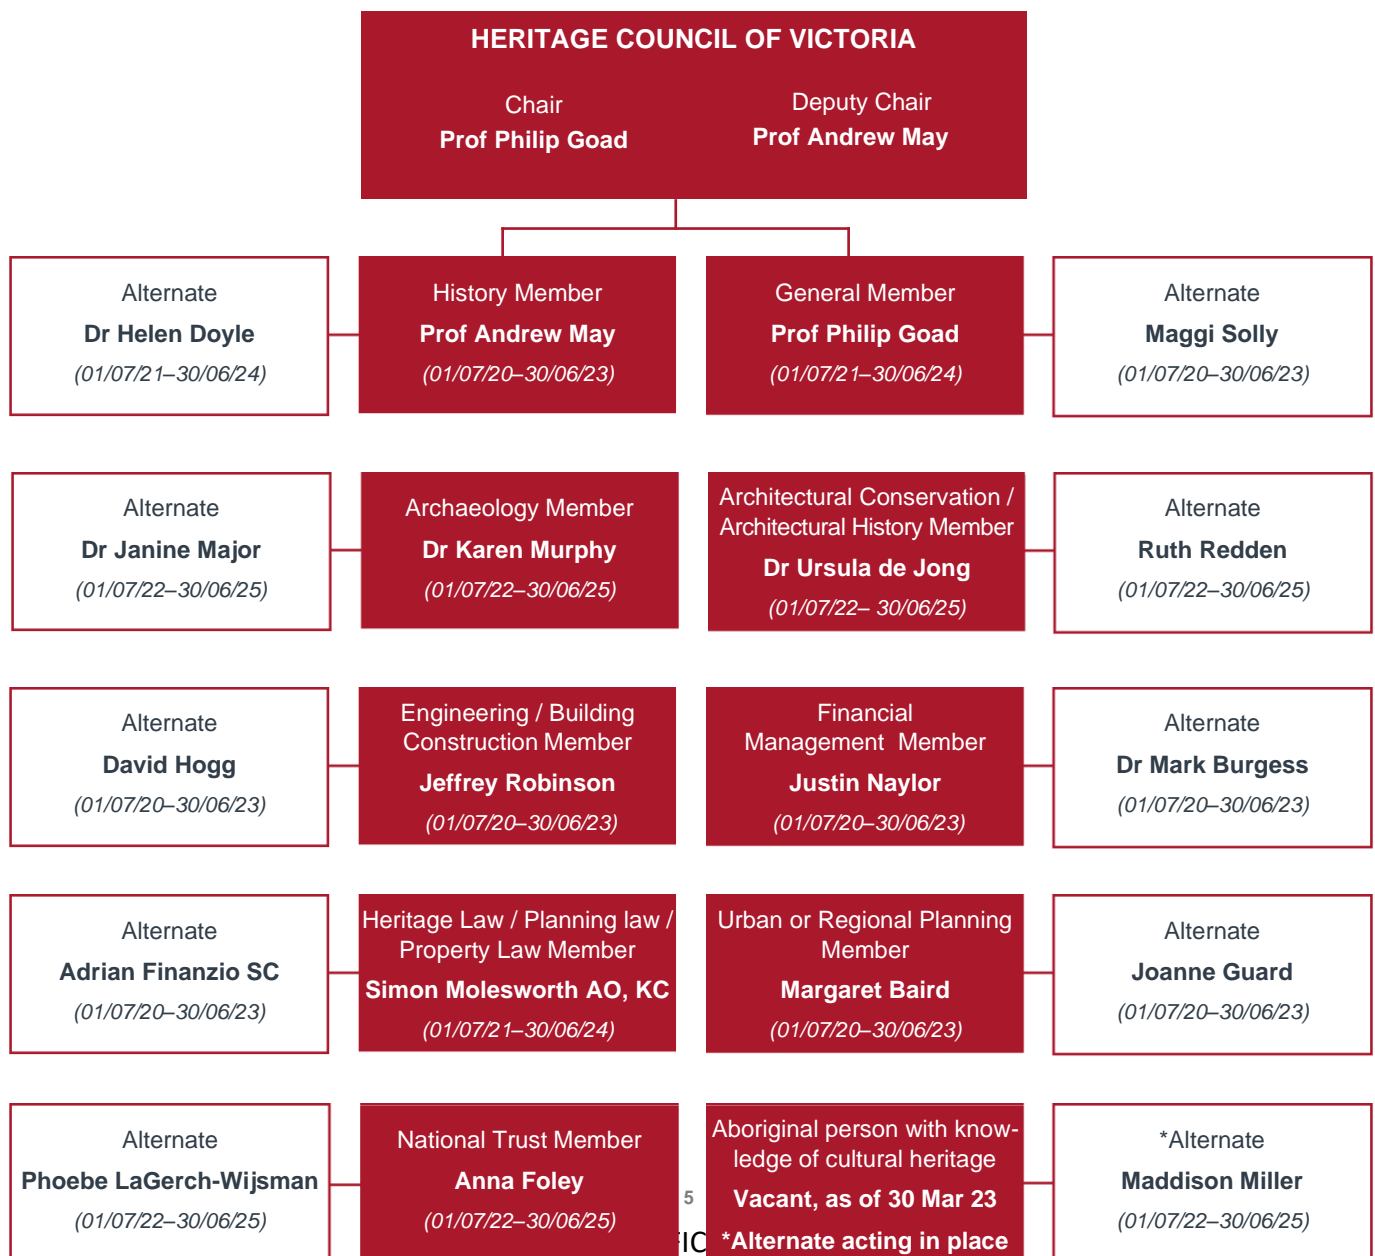 HERITAGE COUNCIL OF VICTORIA
Chair
Prof Philip Goad
Deputy Chair
Prof Andrew May
Alternate
Dr Helen Doyle
(01/07/21–30/06/24)
History Member
Prof Andrew May
(01/07/20–30/06/23)
General Member
Prof Philip Goad
(01/07/21–30/06/24)
Alternate
Maggi Solly
(01/07/20–30/06/23)
Alternate
Dr Janine Major
(01/07/22–30/06/25)
Archaeology Member
Dr Karen Murphy
(01/07/22–30/06/25)
Architectural Conservation /
Architectural History Member
Dr Ursula de Jong
(01/07/22– 30/06/25)
Alternate
Ruth Redden
(01/07/22–30/06/25)
Alternate
David Hogg
(01/07/20–30/06/23)
Engineering / Building
Construction Member
Jeffrey Robinson
(01/07/20–30/06/23)
Financial
Management Member
Justin Naylor
(01/07/20–30/06/23)
Alternate
Dr Mark Burgess
(01/07/20–30/06/23)
Alternate
Adrian Finanzio SC
(01/07/20–30/06/23)
Heritage Law / Planning law /
Property Law Member
Simon Molesworth AO, KC
(01/07/21–30/06/24)
Urban or Regional Planning
Member
Margaret Baird
(01/07/20–30/06/23)
Alternate
Joanne Guard
(01/07/20–30/06/23)
Alternate
Phoebe LaGerch-Wijsman
(01/07/22–30/06/25)
National Trust Member
Anna Foley
(01/07/22–30/06/25)
5
Aboriginal person with know-
ledge of cultural heritage
Vacant, as of 30 Mar 23
*Alternate acting in place
*Alternate
Maddison Miller
(01/07/22–30/06/25)